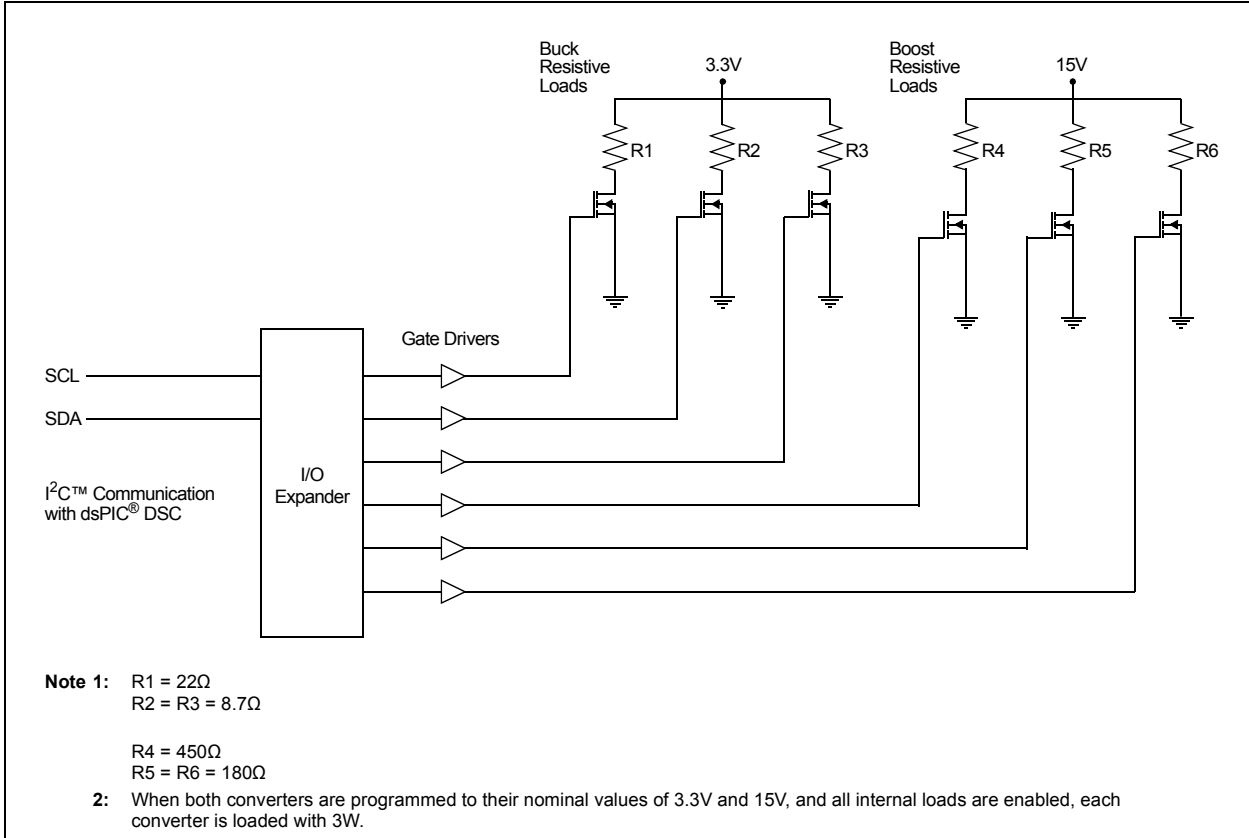 Buck
Resistive
Loads
3.3V
Boost
Resistive
Loads
15V
R1
R2
R3
R4
R5
R6
Gate Drivers
SCL
SDA
I/O
Expander
I²C™ Communication
with dsPIC® DSC
Note 1: R1 = 22Ω
R2 = R3 = 8.7Ω
R4 = 450Ω
R5 = R6 = 180Ω
2: When both converters are programmed to their nominal values of 3.3V and 15V, and all internal loads are enabled, each
converter is loaded with 3W.